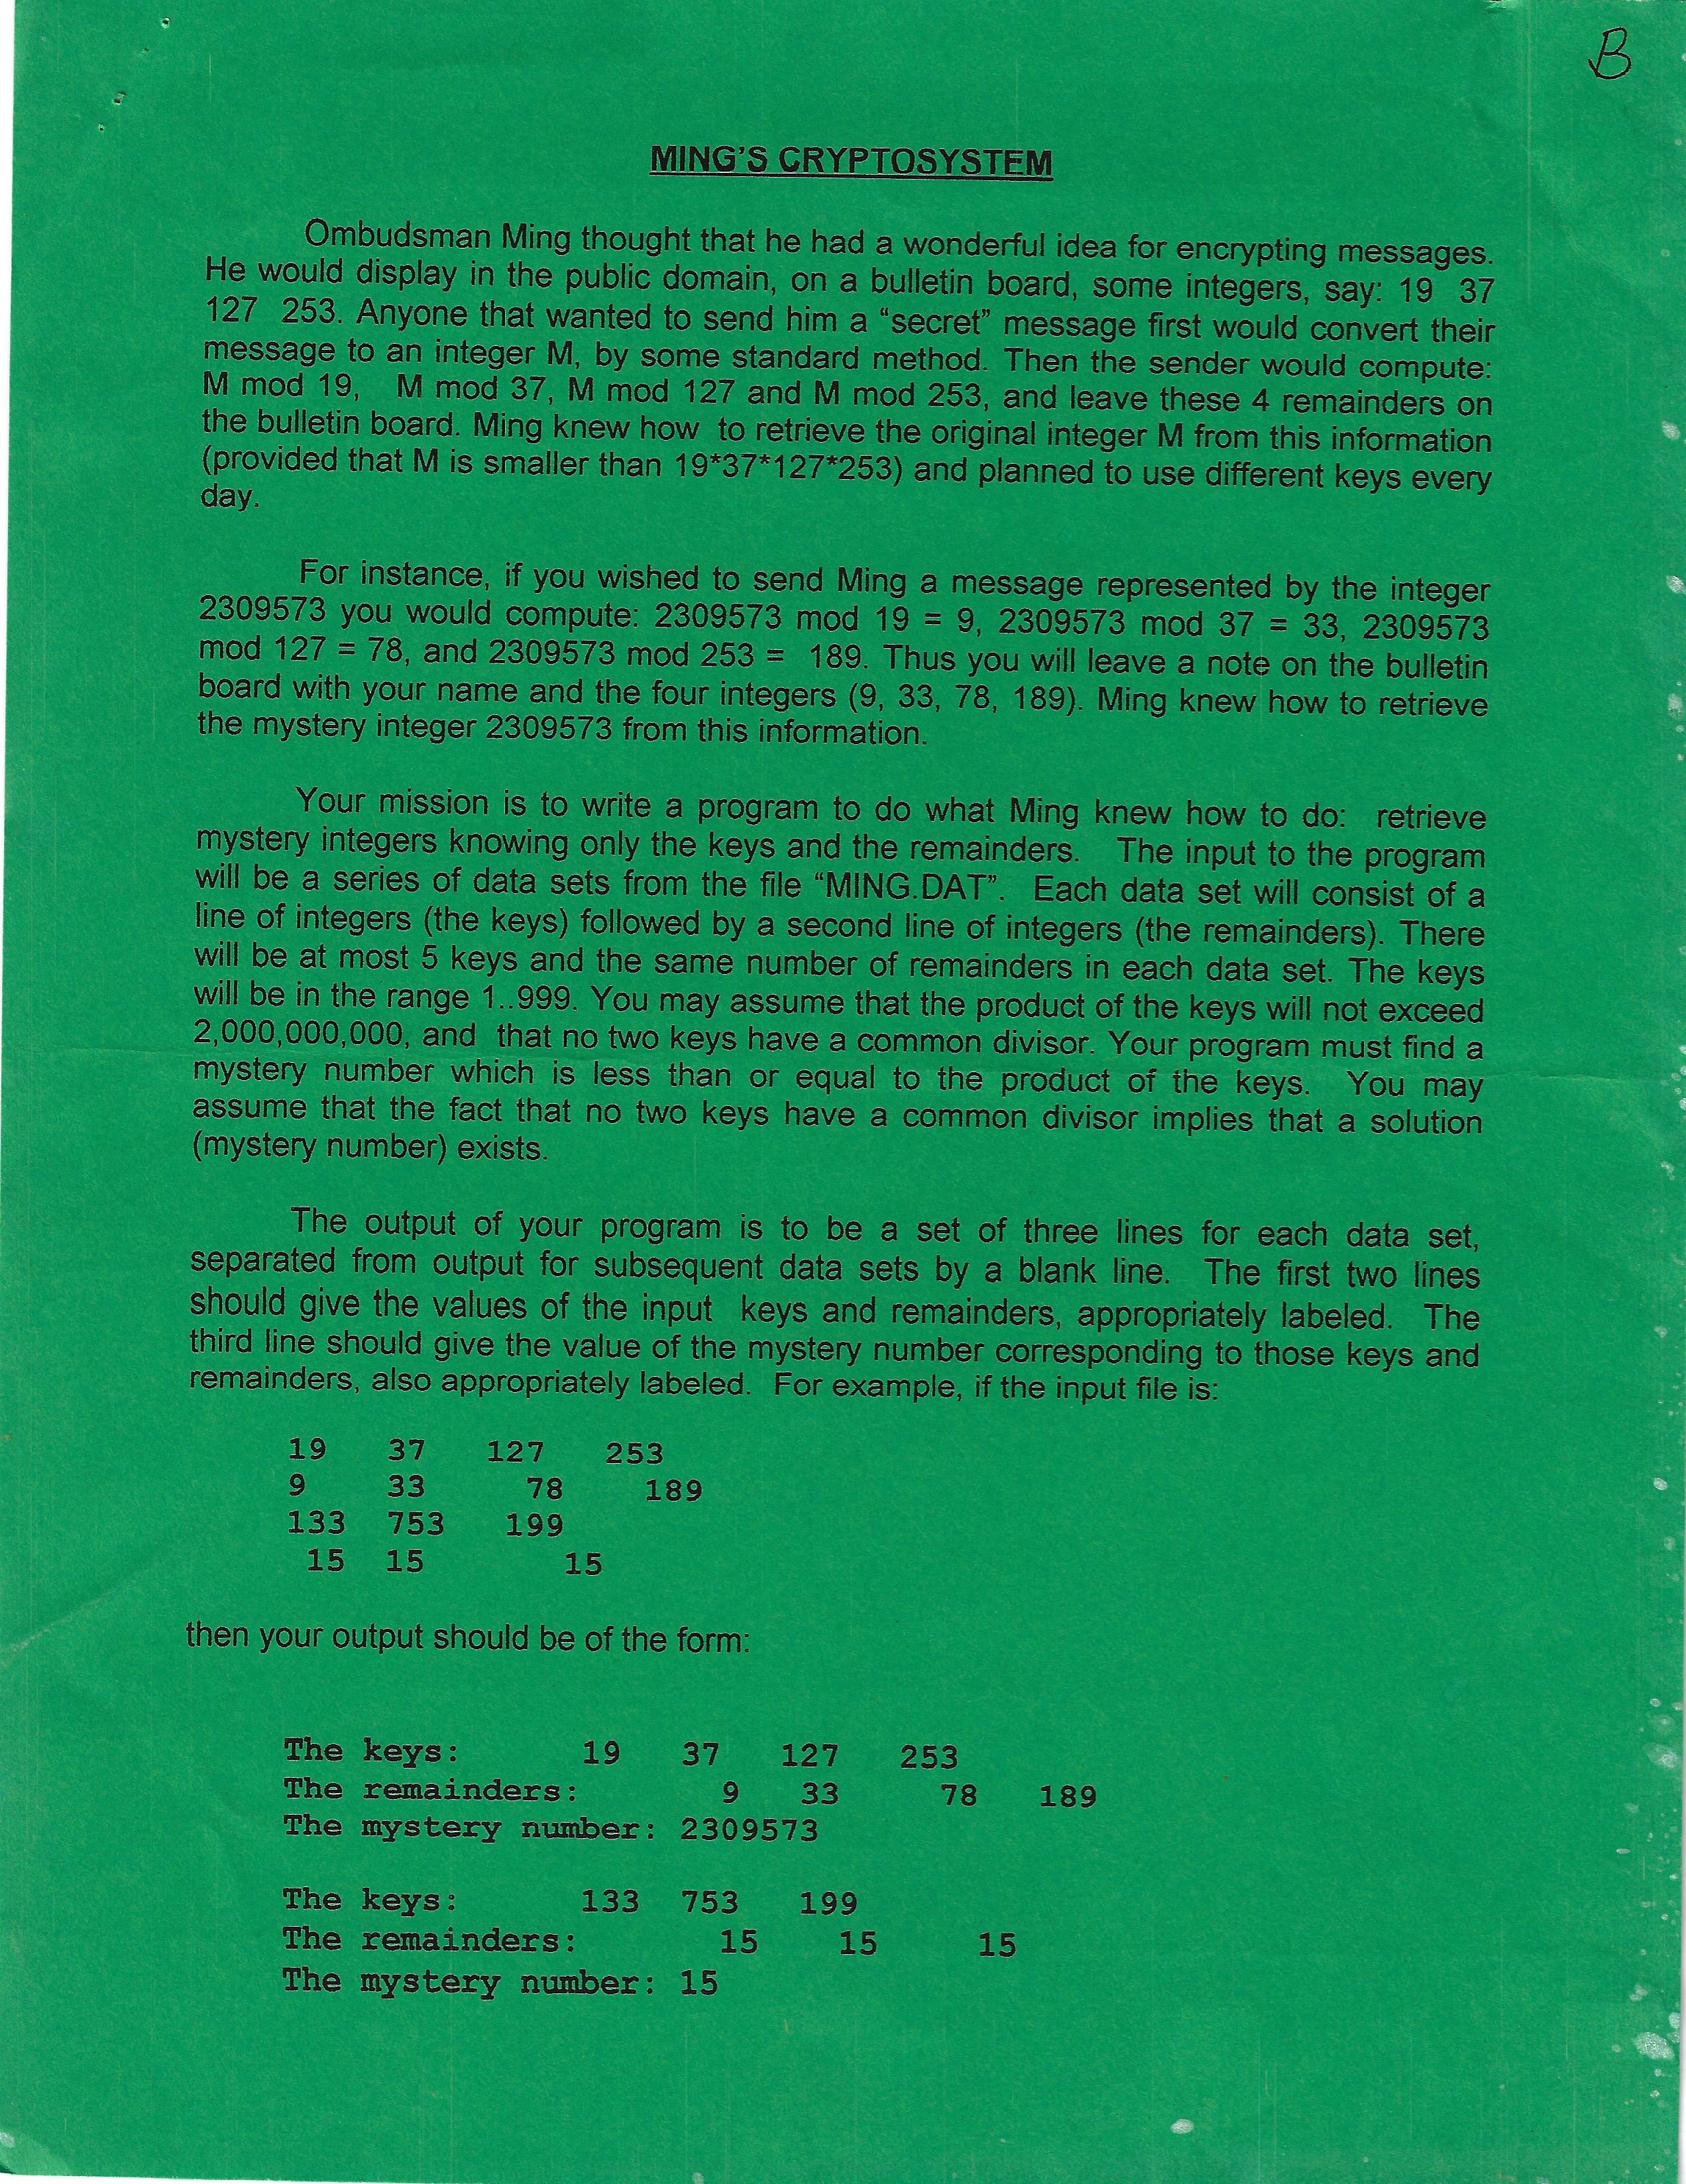 B
MING'S CRYPTOSYSTEM
Ombudsman Ming thought that he had a wonderful idea for encrypting messages.
He would display in the public domain, on a bulletin board, some integers, say: 19 37
127 253. Anyone that wanted to send him a “secret” message first would convert their
message to an integer M, by some standard method. Then the sender would compute:
M mod 19, M mod 37, M mod 127 and M mod 253, and leave these 4 remainders on
the bulletin board. Ming knew how to retrieve the original integer M from this information
(provided that M is smaller than 19*37*127*253) and planned to use different keys every
day.
For instance, if you wished to send Ming a message represented by the integer
2309573 you would compute: 2309573 mod 19 = 9, 2309573 mod 37 = 33, 2309573
mod 127 = 78, and 2309573 mod 253 = 189. Thus you will leave a note on the bulletin
board with your name and the four integers (9, 33, 78, 189). Ming knew how to retrieve
the mystery integer 2309573 from this information.
Your mission is to write a program to do what Ming knew how to do: retrieve
mystery integers knowing only the keys and the remainders. The input to the program
will be a series of data sets from the file “MING.DAT”. Each data set will consist of a
line of integers (the keys) followed by a second line of integers (the remainders). There
will be at most 5 keys and the same number of remainders in each data set. The keys
will be in the range 1..999. You may assume that the product of the keys will not exceed
2,000,000,000, and that no two keys have a common divisor. Your program must find a
mystery number which is less than or equal to the product of the keys. You may
assume that the fact that no two keys have a common divisor implies that a solution
(mystery number) exists.
The output of your program is to be a set of three lines for each data set,
separated from output for subsequent data sets by a blank line. The first two lines
should give the values of the input keys and remainders, appropriately labeled. The
third line should give the value of the mystery number corresponding to those keys and
remainders, also appropriately labeled. For example, if the input file is:
19 37 127 253
9 33 78 189
133 753 199
15 15 15
then your output should be of the form:
The keys: 19 37 127 253
The remainders: 9 33 78 189
The mystery number: 2309573
The keys: 133 753 199
The remainders: 15 15 15
The mystery number: 15